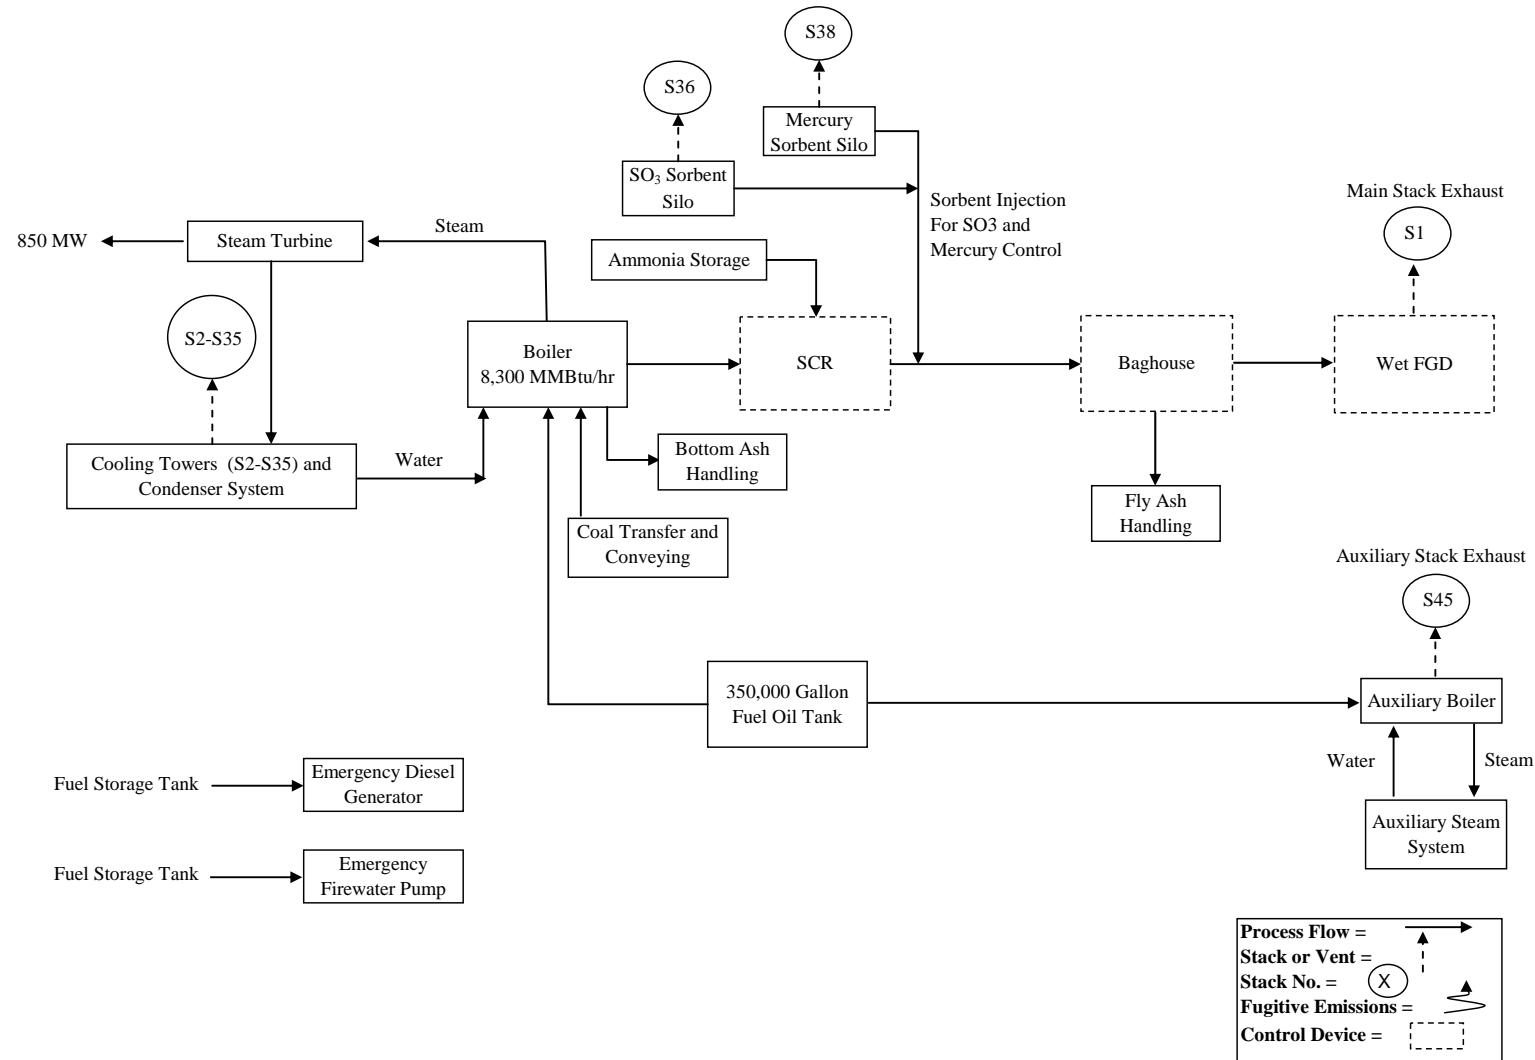 S38
S36
Mercury
Sorbent Silo
SO₃ Sorbent
Silo
Sorbent Injection
For SO3 and
Mercury Control
Main Stack Exhaust
S1
850 MW
Steam Turbine
Steam
Ammonia Storage
S2-S35
Boiler
8,300 MMBtu/hr
SCR
Baghouse
Wet FGD
Cooling Towers (S2-S35) and
Condenser System
Water
Bottom Ash
Handling
Fly Ash
Handling
Coal Transfer and
Conveying
Auxiliary Stack Exhaust
S45
350,000 Gallon
Fuel Oil Tank
Auxiliary Boiler
Water
Steam
Auxiliary Steam
System
Fuel Storage Tank
Emergency Diesel
Generator
Fuel Storage Tank
Emergency
Firewater Pump
Process Flow =
Stack or Vent =
Stack No. = X
Fugitive Emissions =
Control Device =